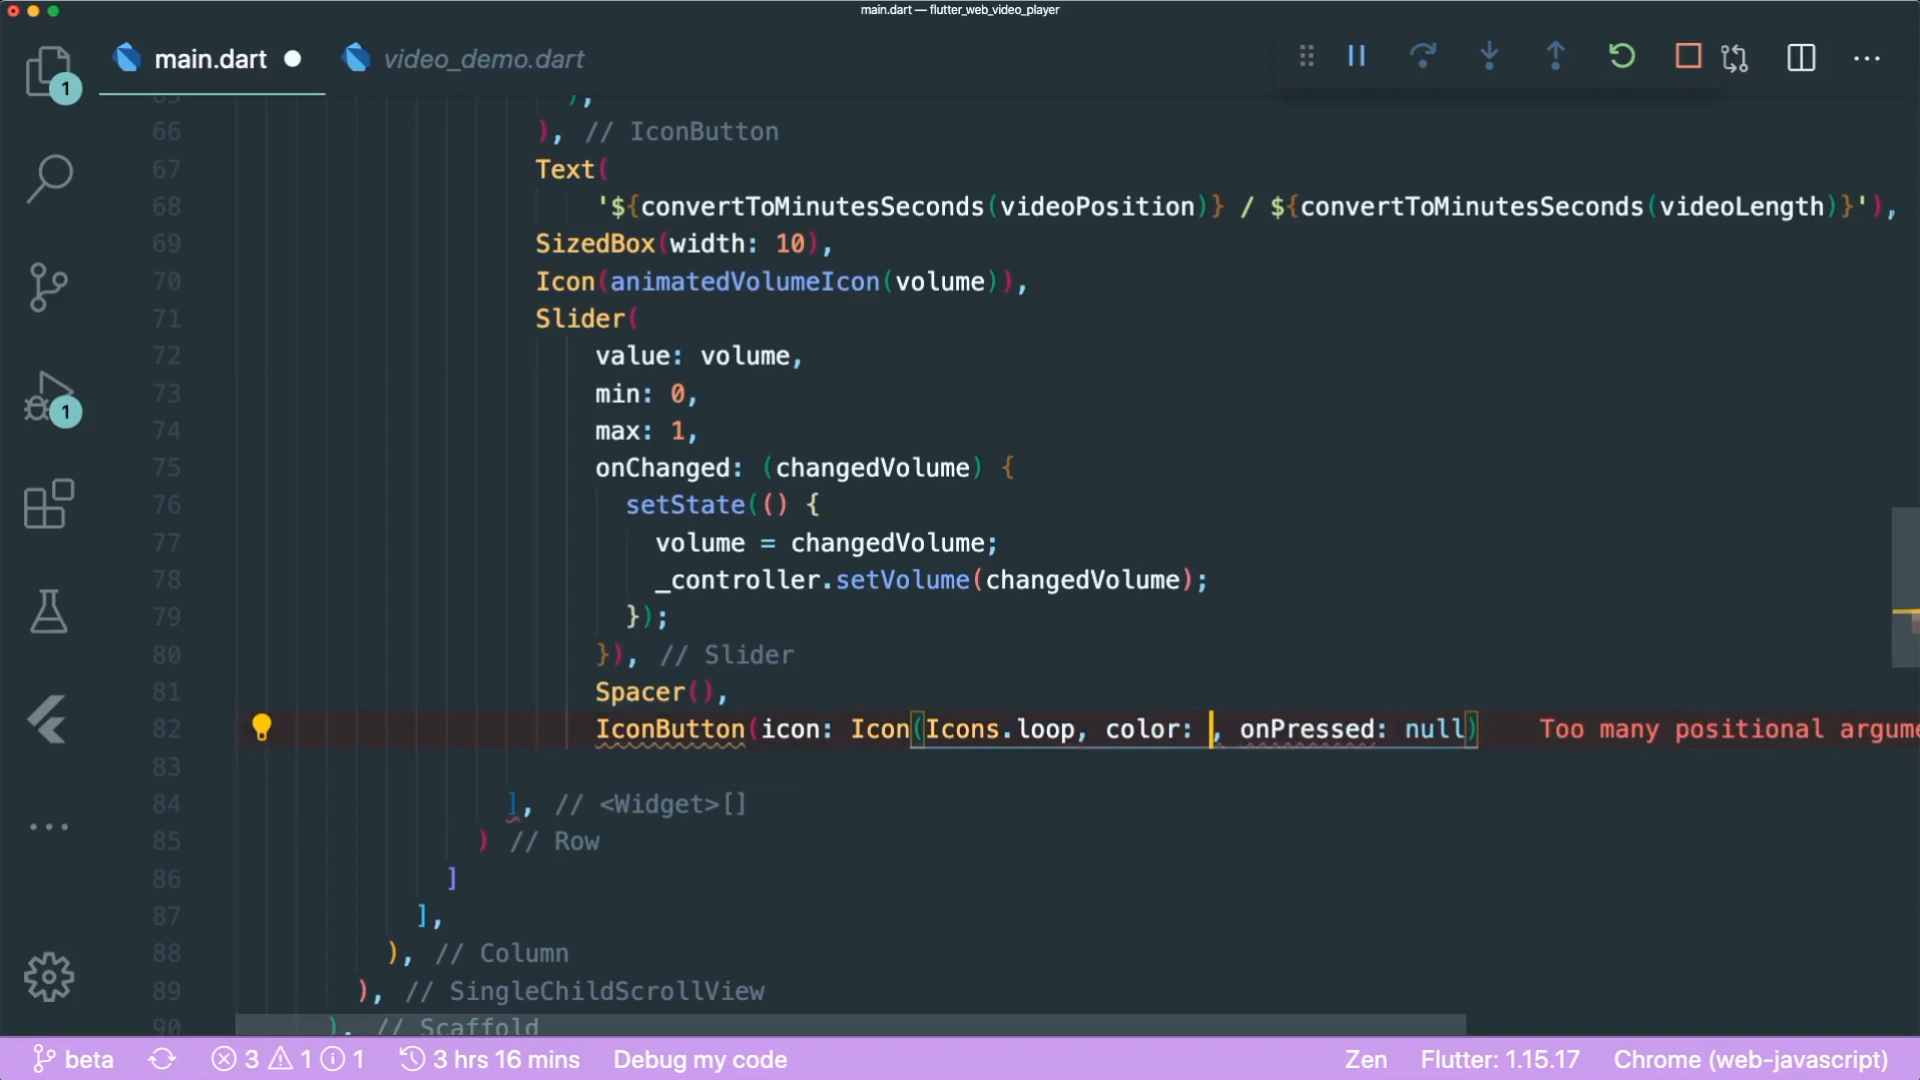 main.dart — flutter_web_video_player
main.dart
video_demo.dart
1
1
65 ),
66 ), // IconButton
67 Text(
68 '${convertToMinutesSeconds(videoPosition)} / ${convertToMinutesSeconds(videoLength)}'),
69 SizedBox(width: 10),
70 Icon(animatedVolumeIcon(volume)),
71 Slider(
72 value: volume,
73 min: 0,
74 max: 1,
75 onChanged: (changedVolume) {
76 setState(() {
77 volume = changedVolume;
78 _controller.setVolume(changedVolume);
79 });
80 }), // Slider
81 Spacer(),
82 IconButton(icon: Icon(Icons.loop, color: , onPressed: null) Too many positional argume
83
84 ], // <Widget>[]
85 ) // Row
86 ]
87 ],
88 ), // Column
89 ), // SingleChildScrollView
90 ), // Scaffold
beta 3 1 1 3 hrs 16 mins Debug my code Zen Flutter: 1.15.17 Chrome (web-javascript)